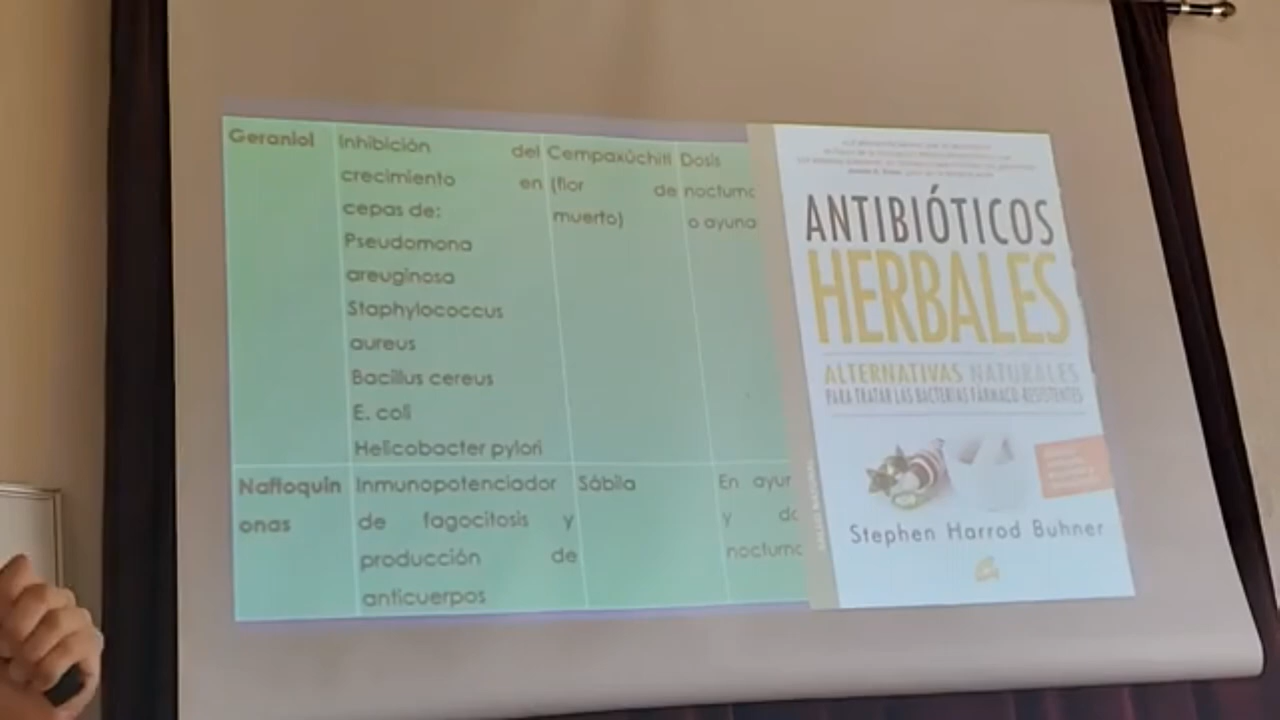 Geraniol
Inhibición del
crecimiento en
cepas de:
Pseudomona
areuginosa
Staphylococcus
aureus
Bacillus cereus
E. coli
Helicobacter pylori
Cempaxúchitl
(flor de
muerto)
Dosis
nocturna
o ayuna
Naftoquin
onas
Inmunopotenciador
de fagocitosis y
producción de
anticuerpos
Sábila
En ayun
y do
nocturno
ANTIBIÓTICOS
HERBALES
ALTERNATIVAS NATURALES
PARA TRATAR LAS BACTERIAS FÁRMACO-RESISTENTES
Stephen Harrod Buhner